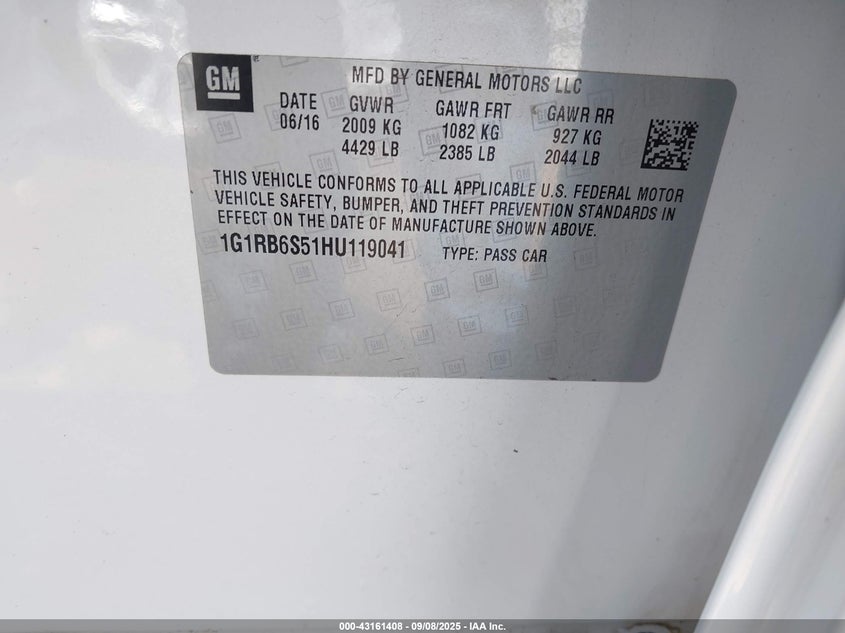 GM
MFD BY GENERAL MOTORS LLC
DATE GVWR GAWR FRT GAWR RR
06/16 2009 KG 1082 KG 927 KG
4429 LB 2385 LB 2044 LB
THIS VEHICLE CONFORMS TO ALL APPLICABLE U.S. FEDERAL MOTOR
VEHICLE SAFETY, BUMPER, AND THEFT PREVENTION STANDARDS IN
EFFECT ON THE DATE OF MANUFACTURE SHOWN ABOVE.
1G1RB6S51HU119041 TYPE: PASS CAR
000-43161408 - 09/08/2025 - IAA Inc.